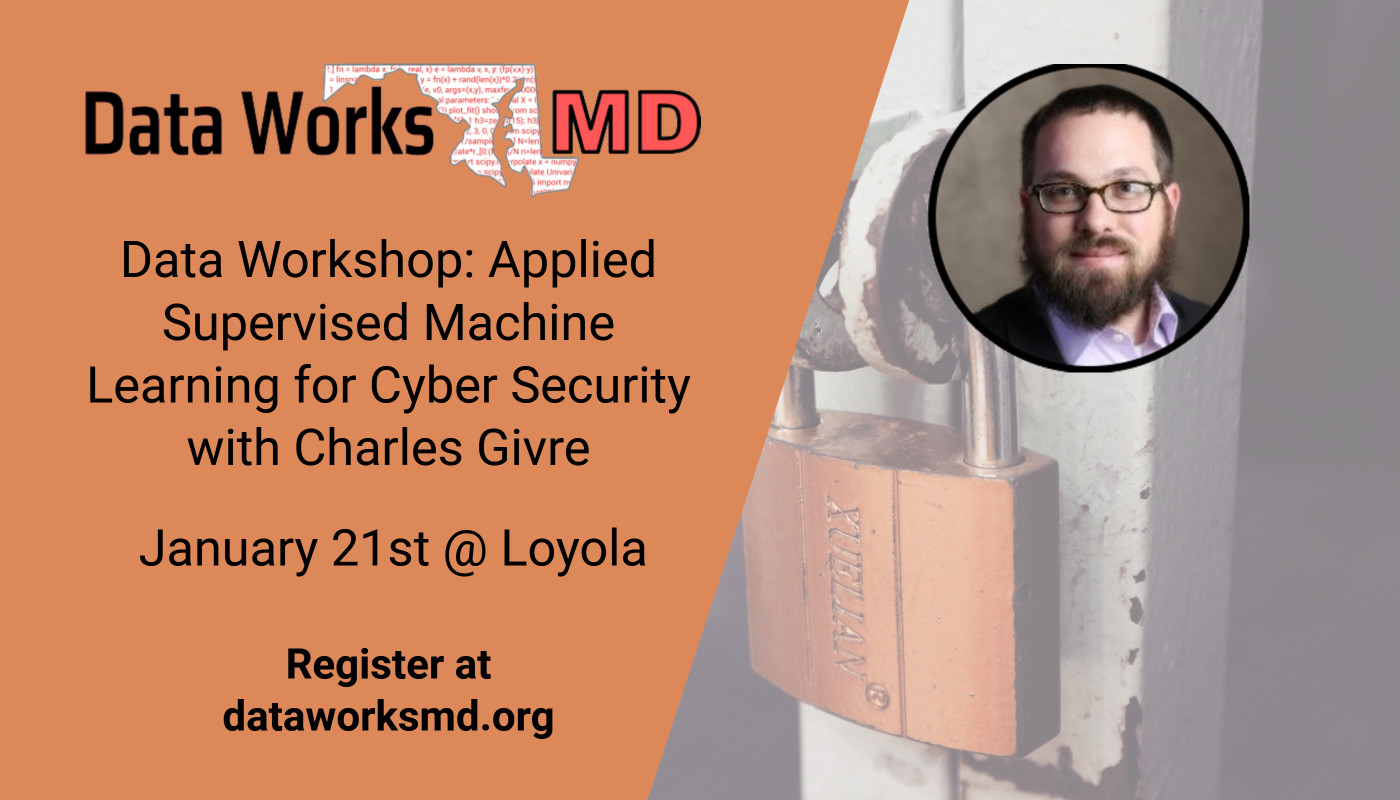 Data Works MD
Data Workshop: Applied
Supervised Machine
Learning for Cyber Security
with Charles Givre
January 21st @ Loyola
Register at
dataworksmd.org
XUELIAN®